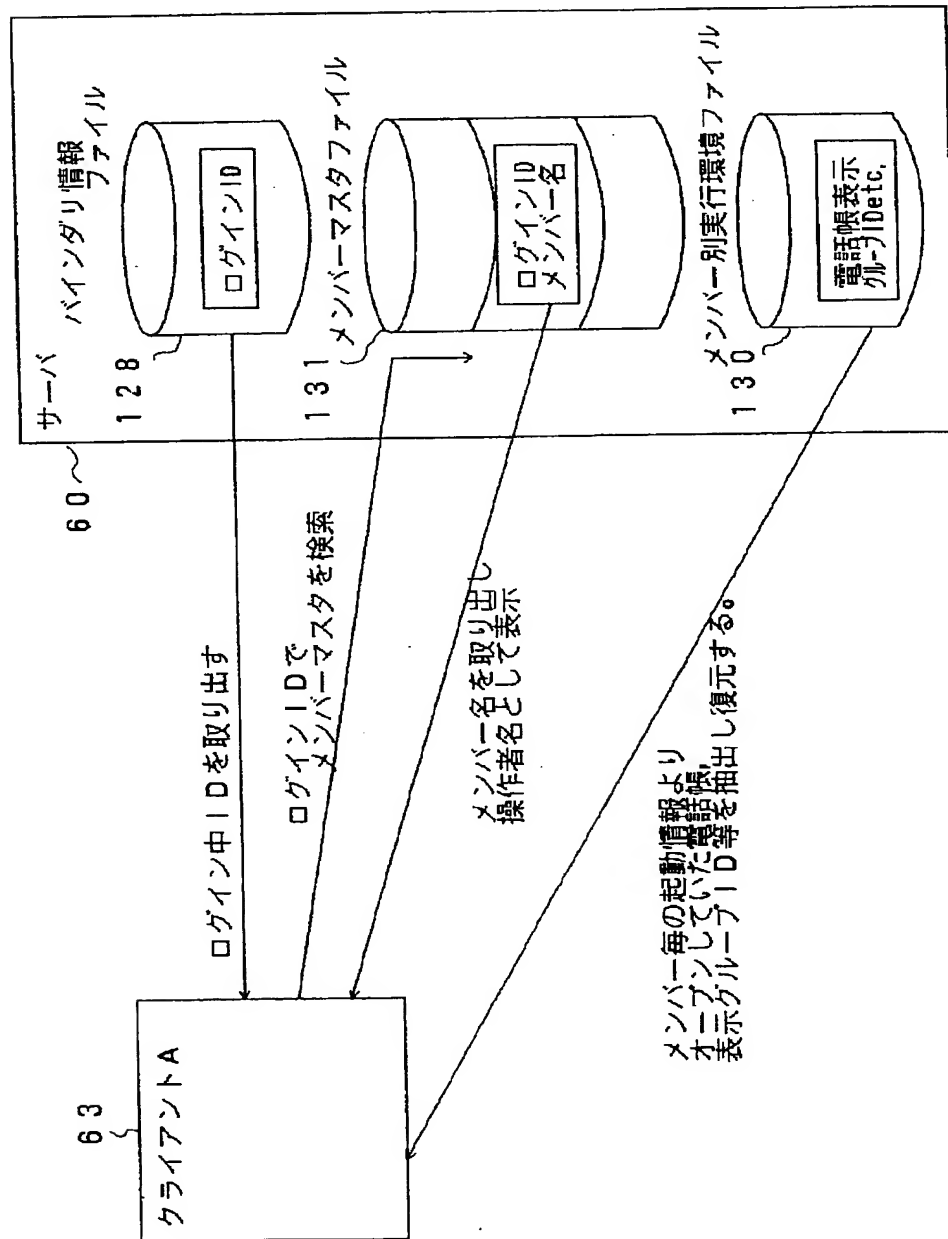 60
サーバ
128
バインダリ情報
ファイル
ログインID
131
メンバーマスタファイル
ログインID
メンバー名
130
メンバー別実行環境ファイル
電話帳表示
グループIDetc,
ログイン中IDを取り出す
ログインIDで
メンバーマスタを検索
メンバー名を取り出し
操作者名として表示
メンバー毎の起動情報より
オープンしていた電話帳,
表示グループID等を抽出し復元する。
63
クライアントA